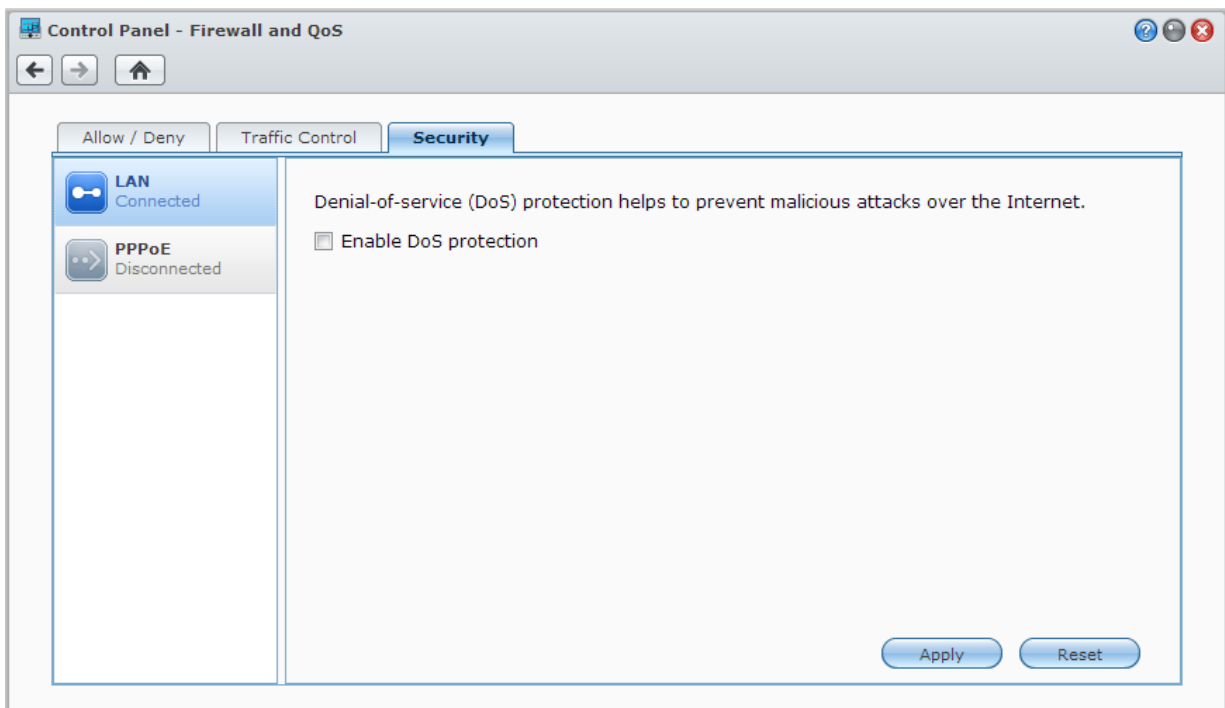 Control Panel - Firewall and QoS
Allow / Deny
Traffic Control
Security
LAN
Connected
PPPoE
Disconnected
Denial-of-service (DoS) protection helps to prevent malicious attacks over the Internet.
Enable DoS protection
Apply
Reset